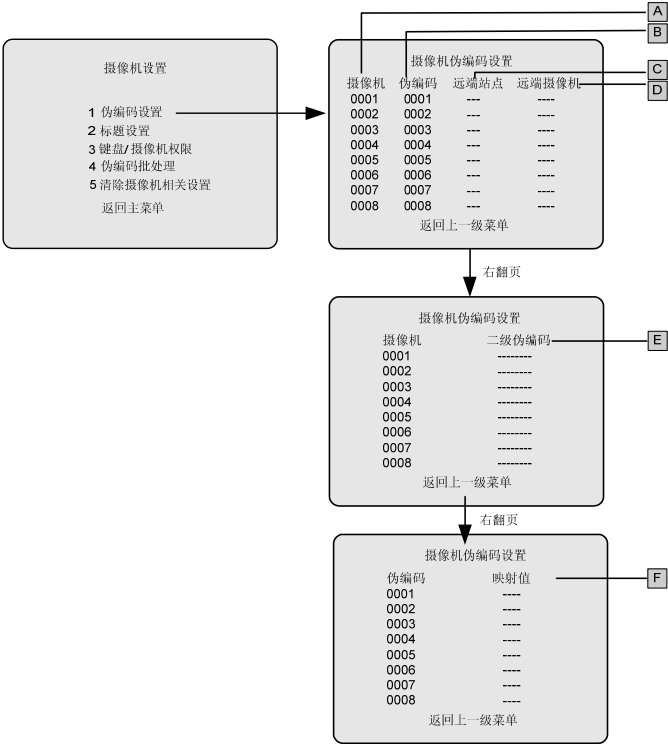 摄像机设置
1 伪编码设置
2 标题设置
3 键盘/摄像机权限
4 伪编码批处理
5 清除摄像机相关设置
返回主菜单
A
B
C
D
摄像机伪编码设置
摄像机 伪编码 远端站点 远端摄像机
0001 0001 --- ----
0002 0002 --- ----
0003 0003 --- ----
0004 0004 --- ----
0005 0005 --- ----
0006 0006 --- ----
0007 0007 --- ----
0008 0008 --- ----
返回上一级菜单
右翻页
摄像机伪编码设置
摄像机 二级伪编码
E
0001 --------
0002 --------
0003 --------
0004 --------
0005 --------
0006 --------
0007 --------
0008 --------
返回上一级菜单
右翻页
摄像机伪编码设置
伪编码 映射值
F
0001 ----
0002 ----
0003 ----
0004 ----
0005 ----
0006 ----
0007 ----
0008 ----
返回上一级菜单